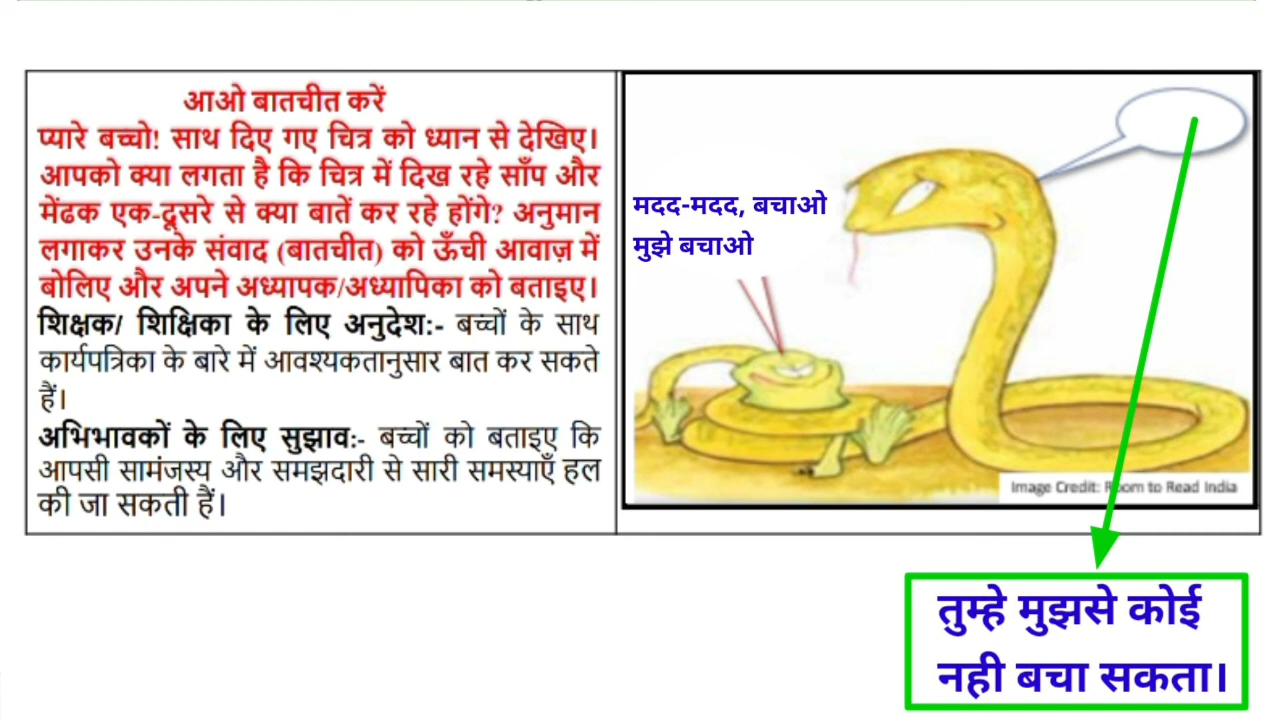 आओ बातचीत करें
प्यारे बच्चो! साथ दिए गए चित्र को ध्यान से देखिए।
आपको क्या लगता है कि चित्र में दिख रहे साँप और
मेंढक एक-दूसरे से क्या बातें कर रहे होंगे? अनुमान
लगाकर उनके संवाद (बातचीत) को ऊँची आवाज़ में
बोलिए और अपने अध्यापक/अध्यापिका को बताइए।
शिक्षक/ शिक्षिका के लिए अनुदेश:- बच्चों के साथ
कार्यपत्रिका के बारे में आवश्यकतानुसार बात कर सकते
हैं।
अभिभावकों के लिए सुझाव:- बच्चों को बताइए कि
आपसी सामंजस्य और समझदारी से सारी समस्याएँ हल
की जा सकती हैं।
मदद-मदद, बचाओ
मुझे बचाओ
Image Credit: Room to Read India
तुम्हे मुझसे कोई
नही बचा सकता।